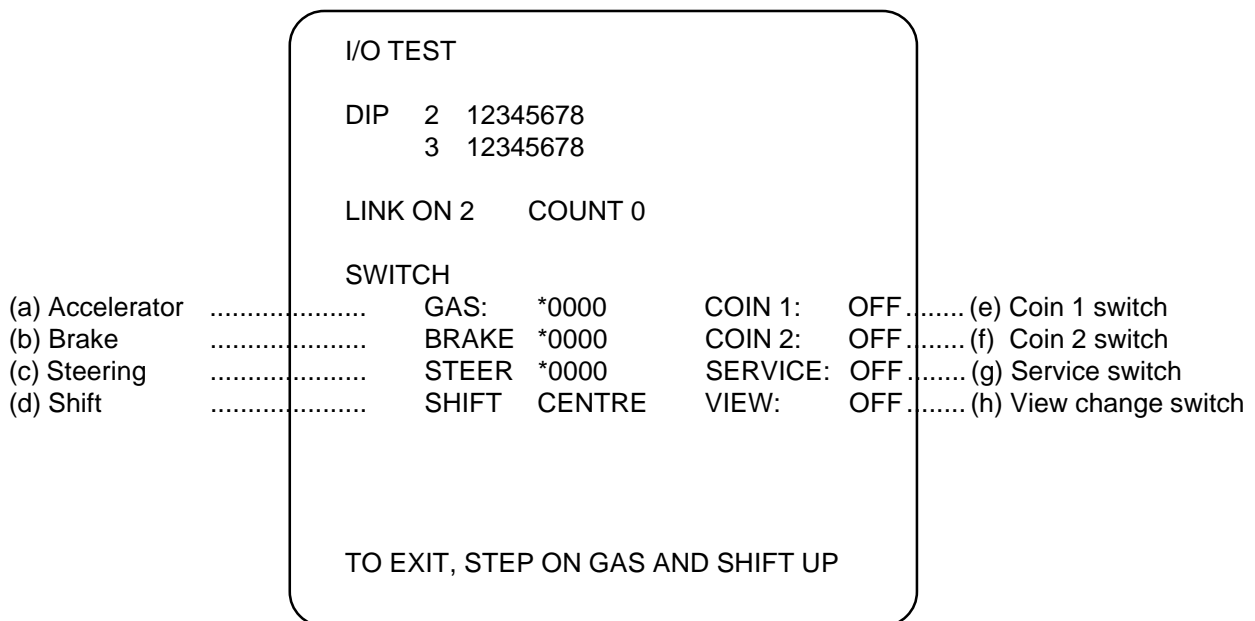 I/O TEST
DIP 2 12345678
3 12345678
LINK ON 2 COUNT 0
SWITCH
(a) Accelerator ..................... GAS: *0000 COIN 1: OFF ........ (e) Coin 1 switch
(b) Brake ..................... BRAKE *0000 COIN 2: OFF ........ (f) Coin 2 switch
(c) Steering ..................... STEER *0000 SERVICE: OFF ........ (g) Service switch
(d) Shift ..................... SHIFT CENTRE VIEW: OFF ........ (h) View change switch
TO EXIT, STEP ON GAS AND SHIFT UP